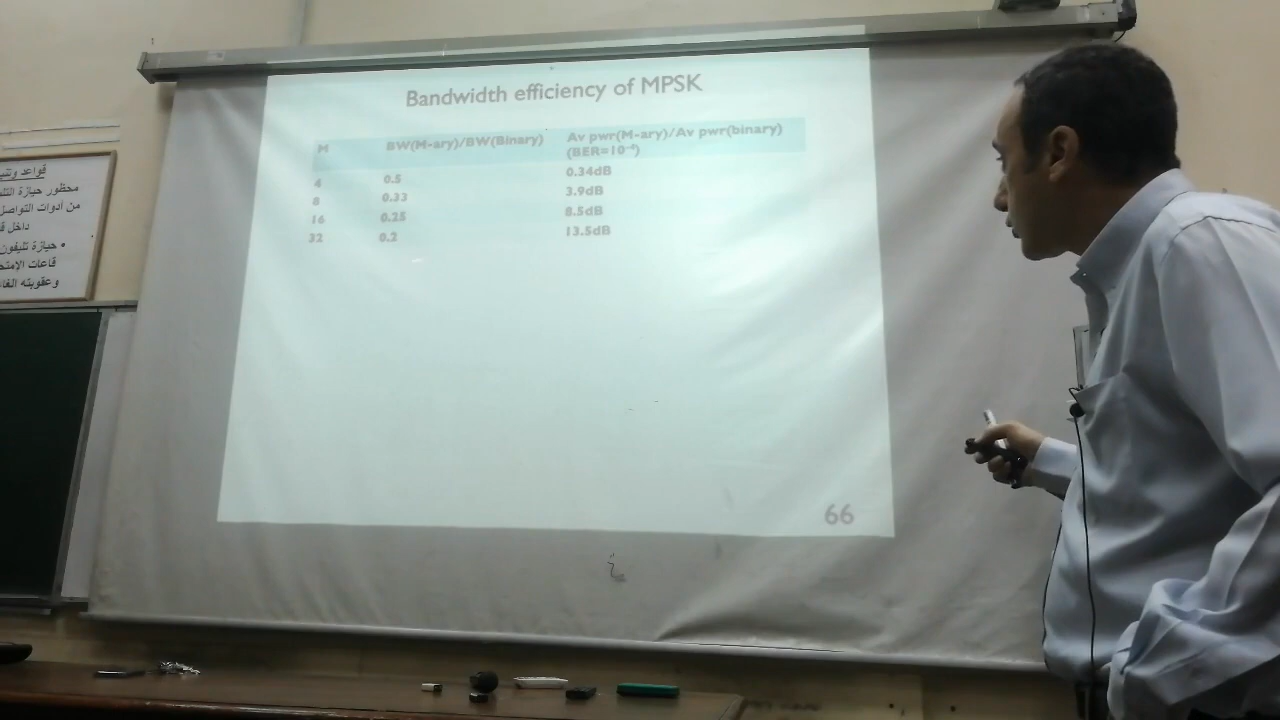 Bandwidth efficiency of MPSK
M BW(M-ary)/BW(Binary) Av pwr(M-ary)/Av pwr(binary)
(BER=10⁻⁴)
4 0.5 0.34dB
8 0.33 3.9dB
16 0.25 8.5dB
32 0.2 13.5dB
66
قواعد
محظور حيازة
من أدوات التواصل
داخل
• حيازة تليفون
قاعات
وعقوبته